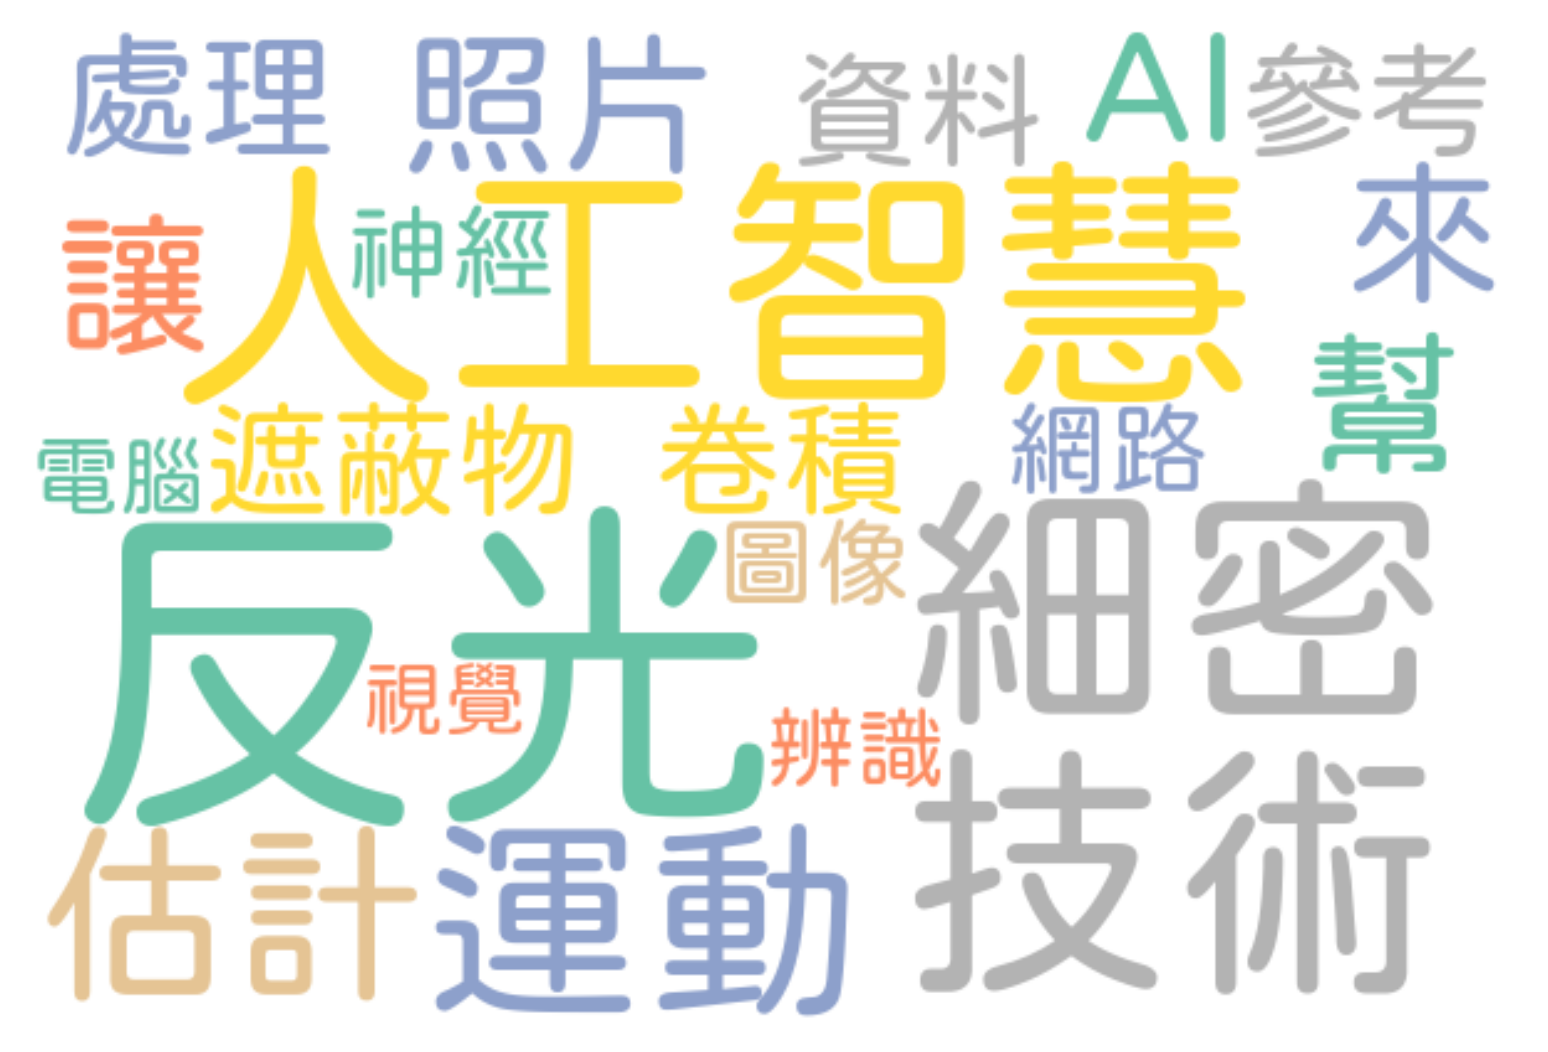 處理 照片 資料 AI 參考
讓 人工智慧 來
神經
幫
電腦 遮蔽物 卷積 網路
反光 圖像 細密
視覺 辨識
技術
估計 運動